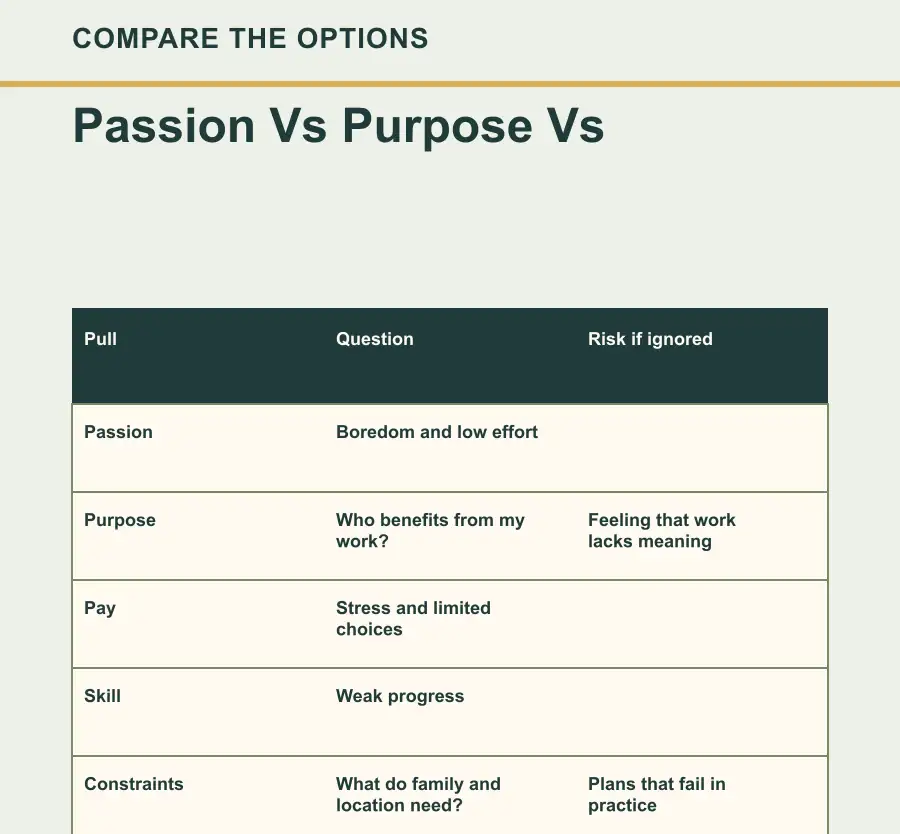 COMPARE THE OPTIONS
Passion Vs Purpose Vs
Pull Question Risk if ignored
Passion Boredom and low effort
Purpose Who benefits from my work? Feeling that work lacks meaning
Pay Stress and limited choices
Skill Weak progress
Constraints What do family and location need? Plans that fail in practice